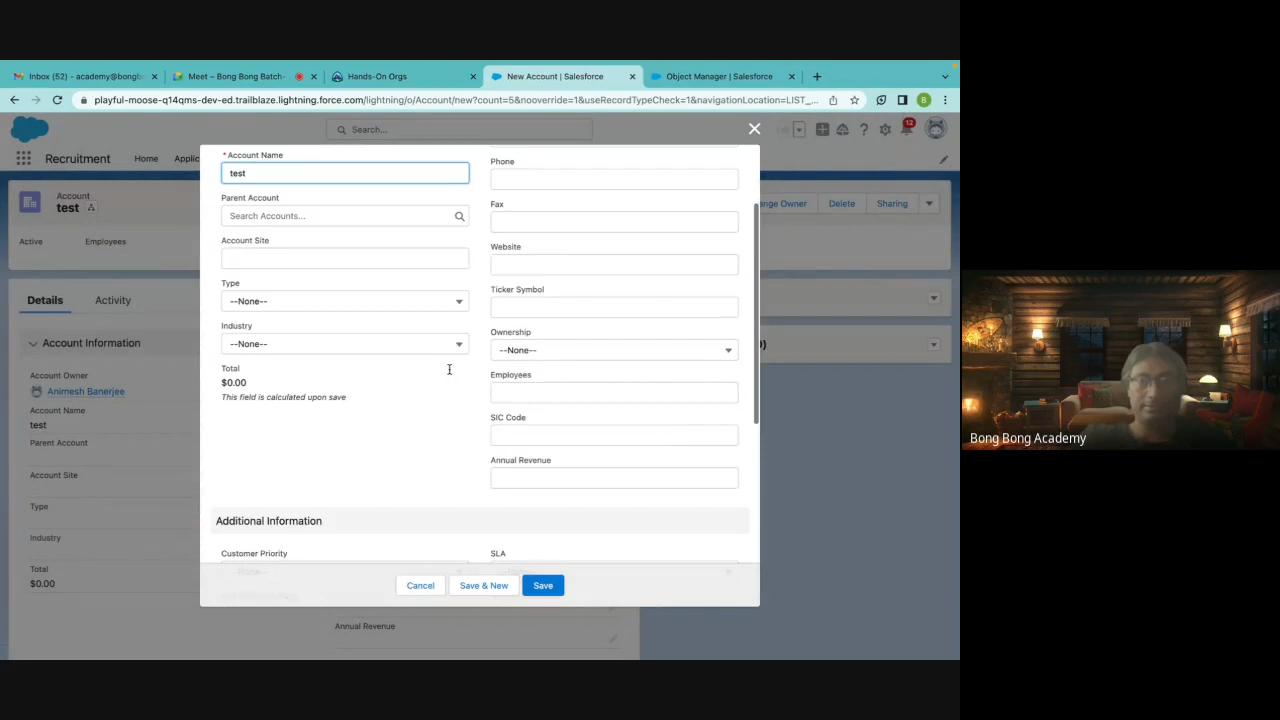 Inbox (52) - academy@bongb
Meet – Bong Bong Batch-
Hands-On Orgs
New Account | Salesforce
Object Manager | Salesforce
playful-moose-q14qms-dev-ed.trailblaze.lightning.force.com/lightning/o/Account/new?count=5&nooverride=1&useRecordTypeCheck=1&navigationLocation=LIST_...
B
Search...
12
Recruitment
Home
Applic
Account
test
nge Owner
Delete
Sharing
Active
Employees
Details
Activity
Account Information
Account Owner
Animesh Banerjee
Account Name
test
Parent Account
Account Site
Type
Industry
Total
$0.00
Annual Revenue
* Account Name
test
Parent Account
Search Accounts...
Account Site
Type
--None--
Industry
--None--
Total
$0.00
This field is calculated upon save
Phone
Fax
Website
Ticker Symbol
Ownership
--None--
Employees
SIC Code
Annual Revenue
Additional Information
Customer Priority
--None--
SLA
--None--
Cancel
Save & New
Save
Bong Bong Academy